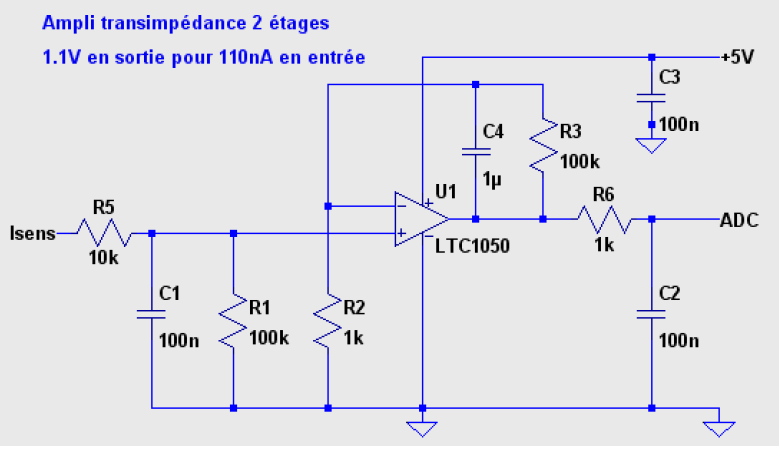 Ampli transimpédance 2 étages
1.1V en sortie pour 110nA en entrée
+5V
C3
100n
C4
1µ
R3
100k
U1
LTC1050
R6
1k
ADC
R5
Isens
10k
C1
100n
R1
100k
R2
1k
C2
100n